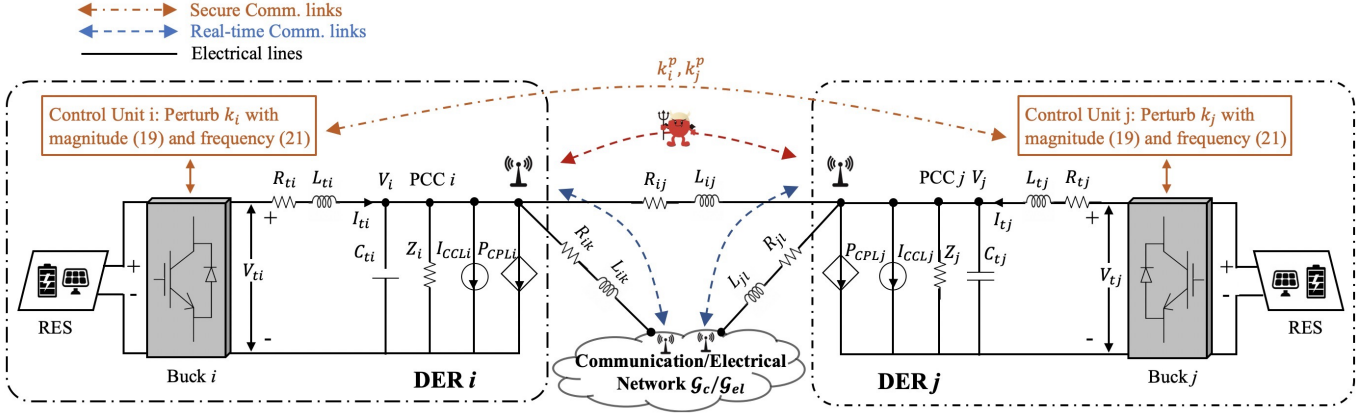 Secure Comm. links
Real-time Comm. links
Electrical lines
k_i^p, k_j^p
Control Unit i: Perturb k_i with
magnitude (19) and frequency (21)
Control Unit j: Perturb k_j with
magnitude (19) and frequency (21)
R_ti L_ti V_i PCC i
R_ij L_ij
PCC j V_j L_tj R_tj
+ I_ti
I_tj +
C_ti Z_i I_CCLi P_CPLi
R_ik
L_ik
R_jl
L_jl
P_CPLj I_CCLj Z_j C_tj
+
-
V_ti
V_tj
+
-
-
-
RES
Buck i
DER i
Communication/Electrical
Network 𝒢_c/𝒢_el
DER j
Buck j
RES